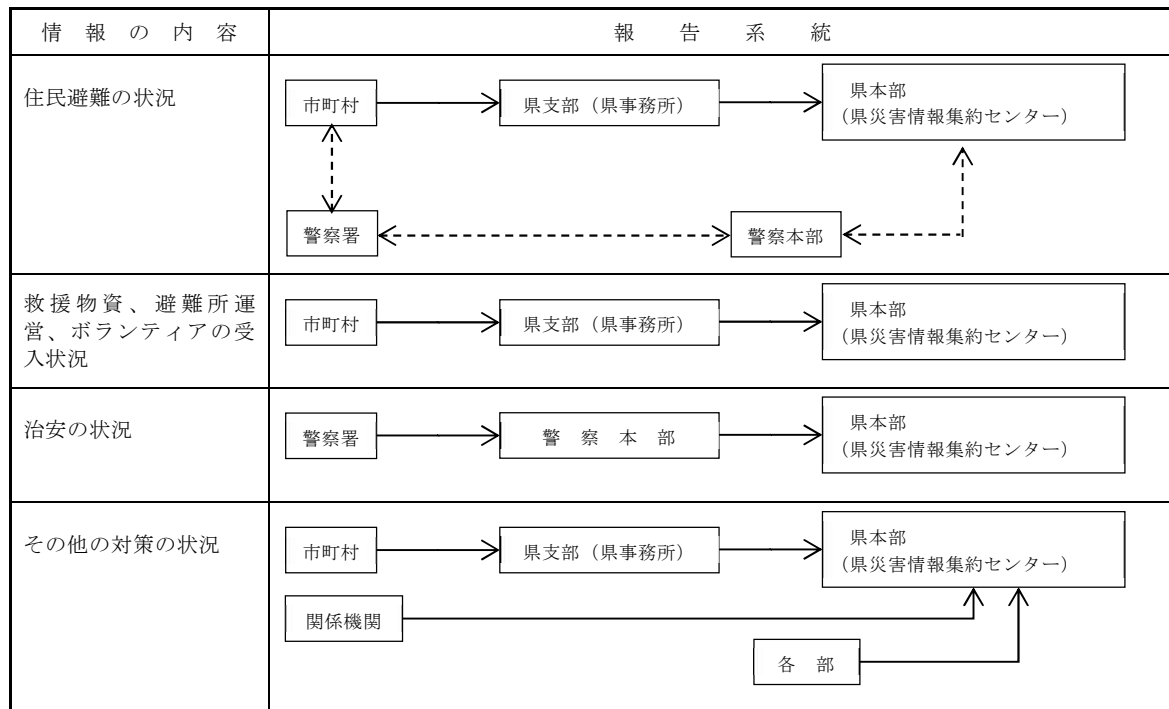 情報の内容
報告系統
住民避難の状況
市町村
県支部（県事務所）
県本部
（県災害情報集約センター）
警察署
警察本部
救援物資、避難所運
営、ボランティアの受
入状況
市町村
県支部（県事務所）
県本部
（県災害情報集約センター）
治安の状況
警察署
警察本部
県本部
（県災害情報集約センター）
その他の対策の状況
市町村
県支部（県事務所）
県本部
（県災害情報集約センター）
関係機関
各部